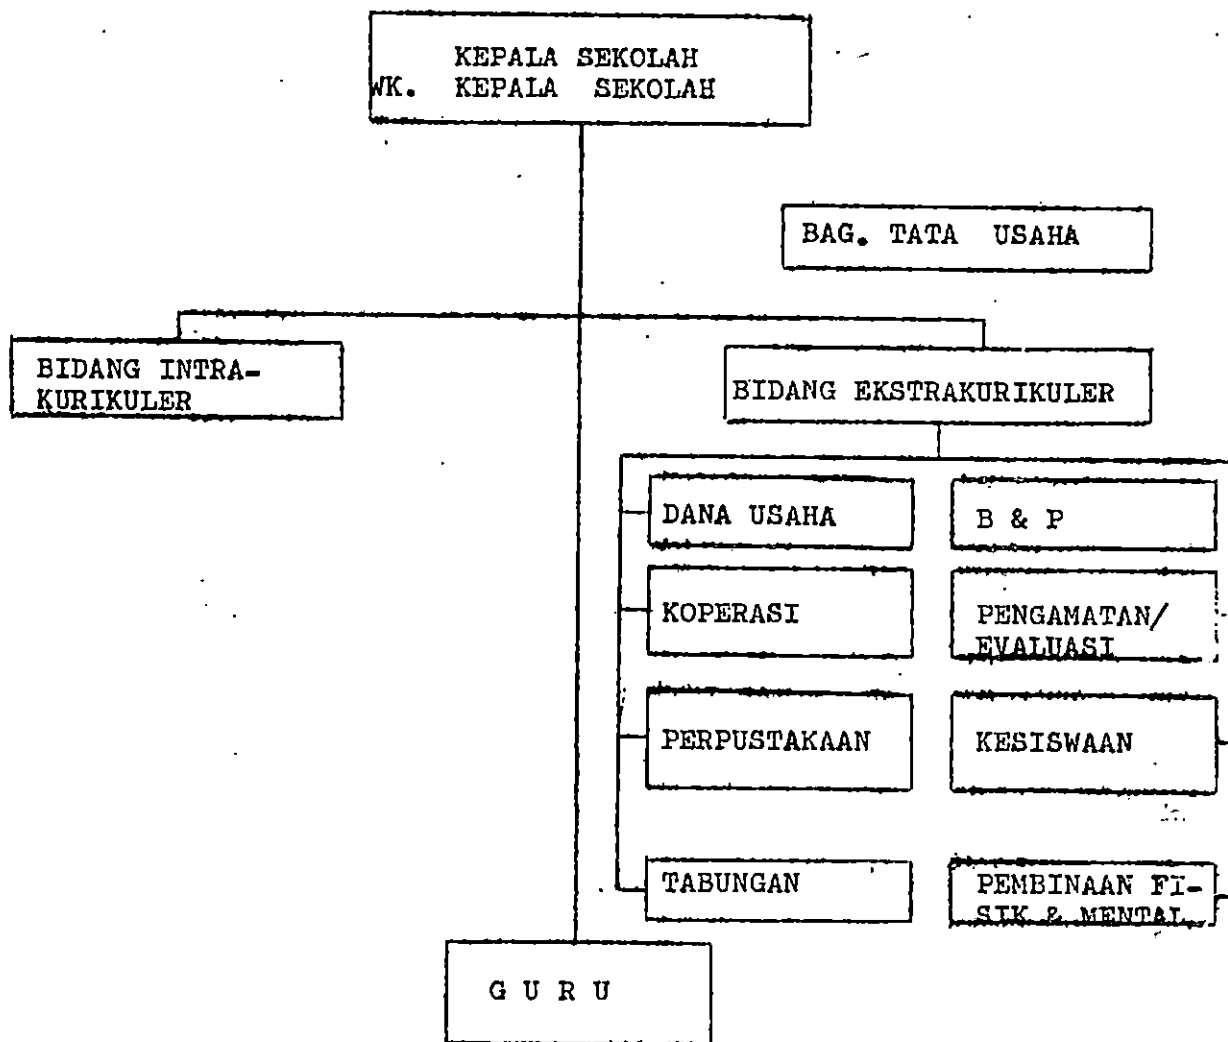 KEPALA SEKOLAH
WK. KEPALA SEKOLAH
BAG. TATA USAHA
BIDANG INTRA-
KURIKULER
BIDANG EKSTRAKURIKULER
DANA USAHA
B & P
KOPERASI
PENGAMATAN/
EVALUASI
PERPUSTAKAAN
KESISWAAN
TABUNGAN
PEMBINAAN FI-
SIK & MENTAL
G U R U